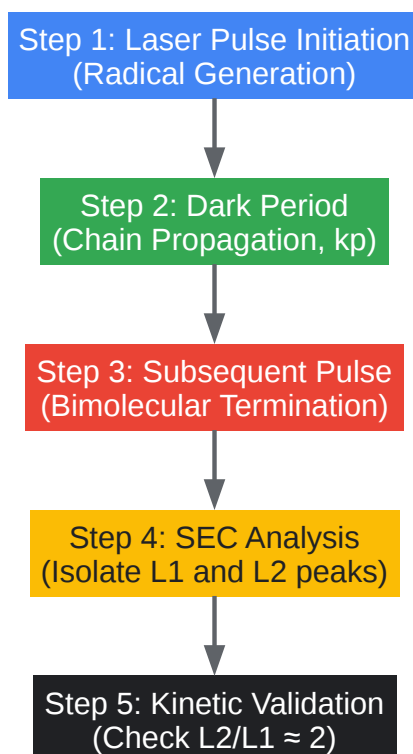 Step 1: Laser Pulse Initiation
(Radical Generation)
Step 2: Dark Period
(Chain Propagation, kp)
Step 3: Subsequent Pulse
(Bimolecular Termination)
Step 4: SEC Analysis
(Isolate L1 and L2 peaks)
Step 5: Kinetic Validation
(Check L2/L1 ≈ 2)